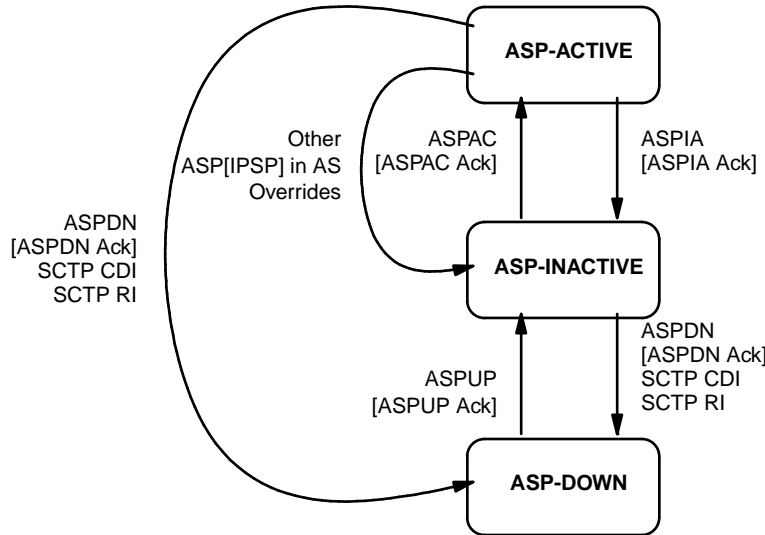 ASP-ACTIVE
Other
ASP[IPSP] in AS
Overrides
ASPAC
[ASPAC Ack]
ASPIA
[ASPIA Ack]
ASPDN
[ASPDN Ack]
SCTP CDI
SCTP RI
ASP-INACTIVE
ASPUP
[ASPUP Ack]
ASPDN
[ASPDN Ack]
SCTP CDI
SCTP RI
ASP-DOWN